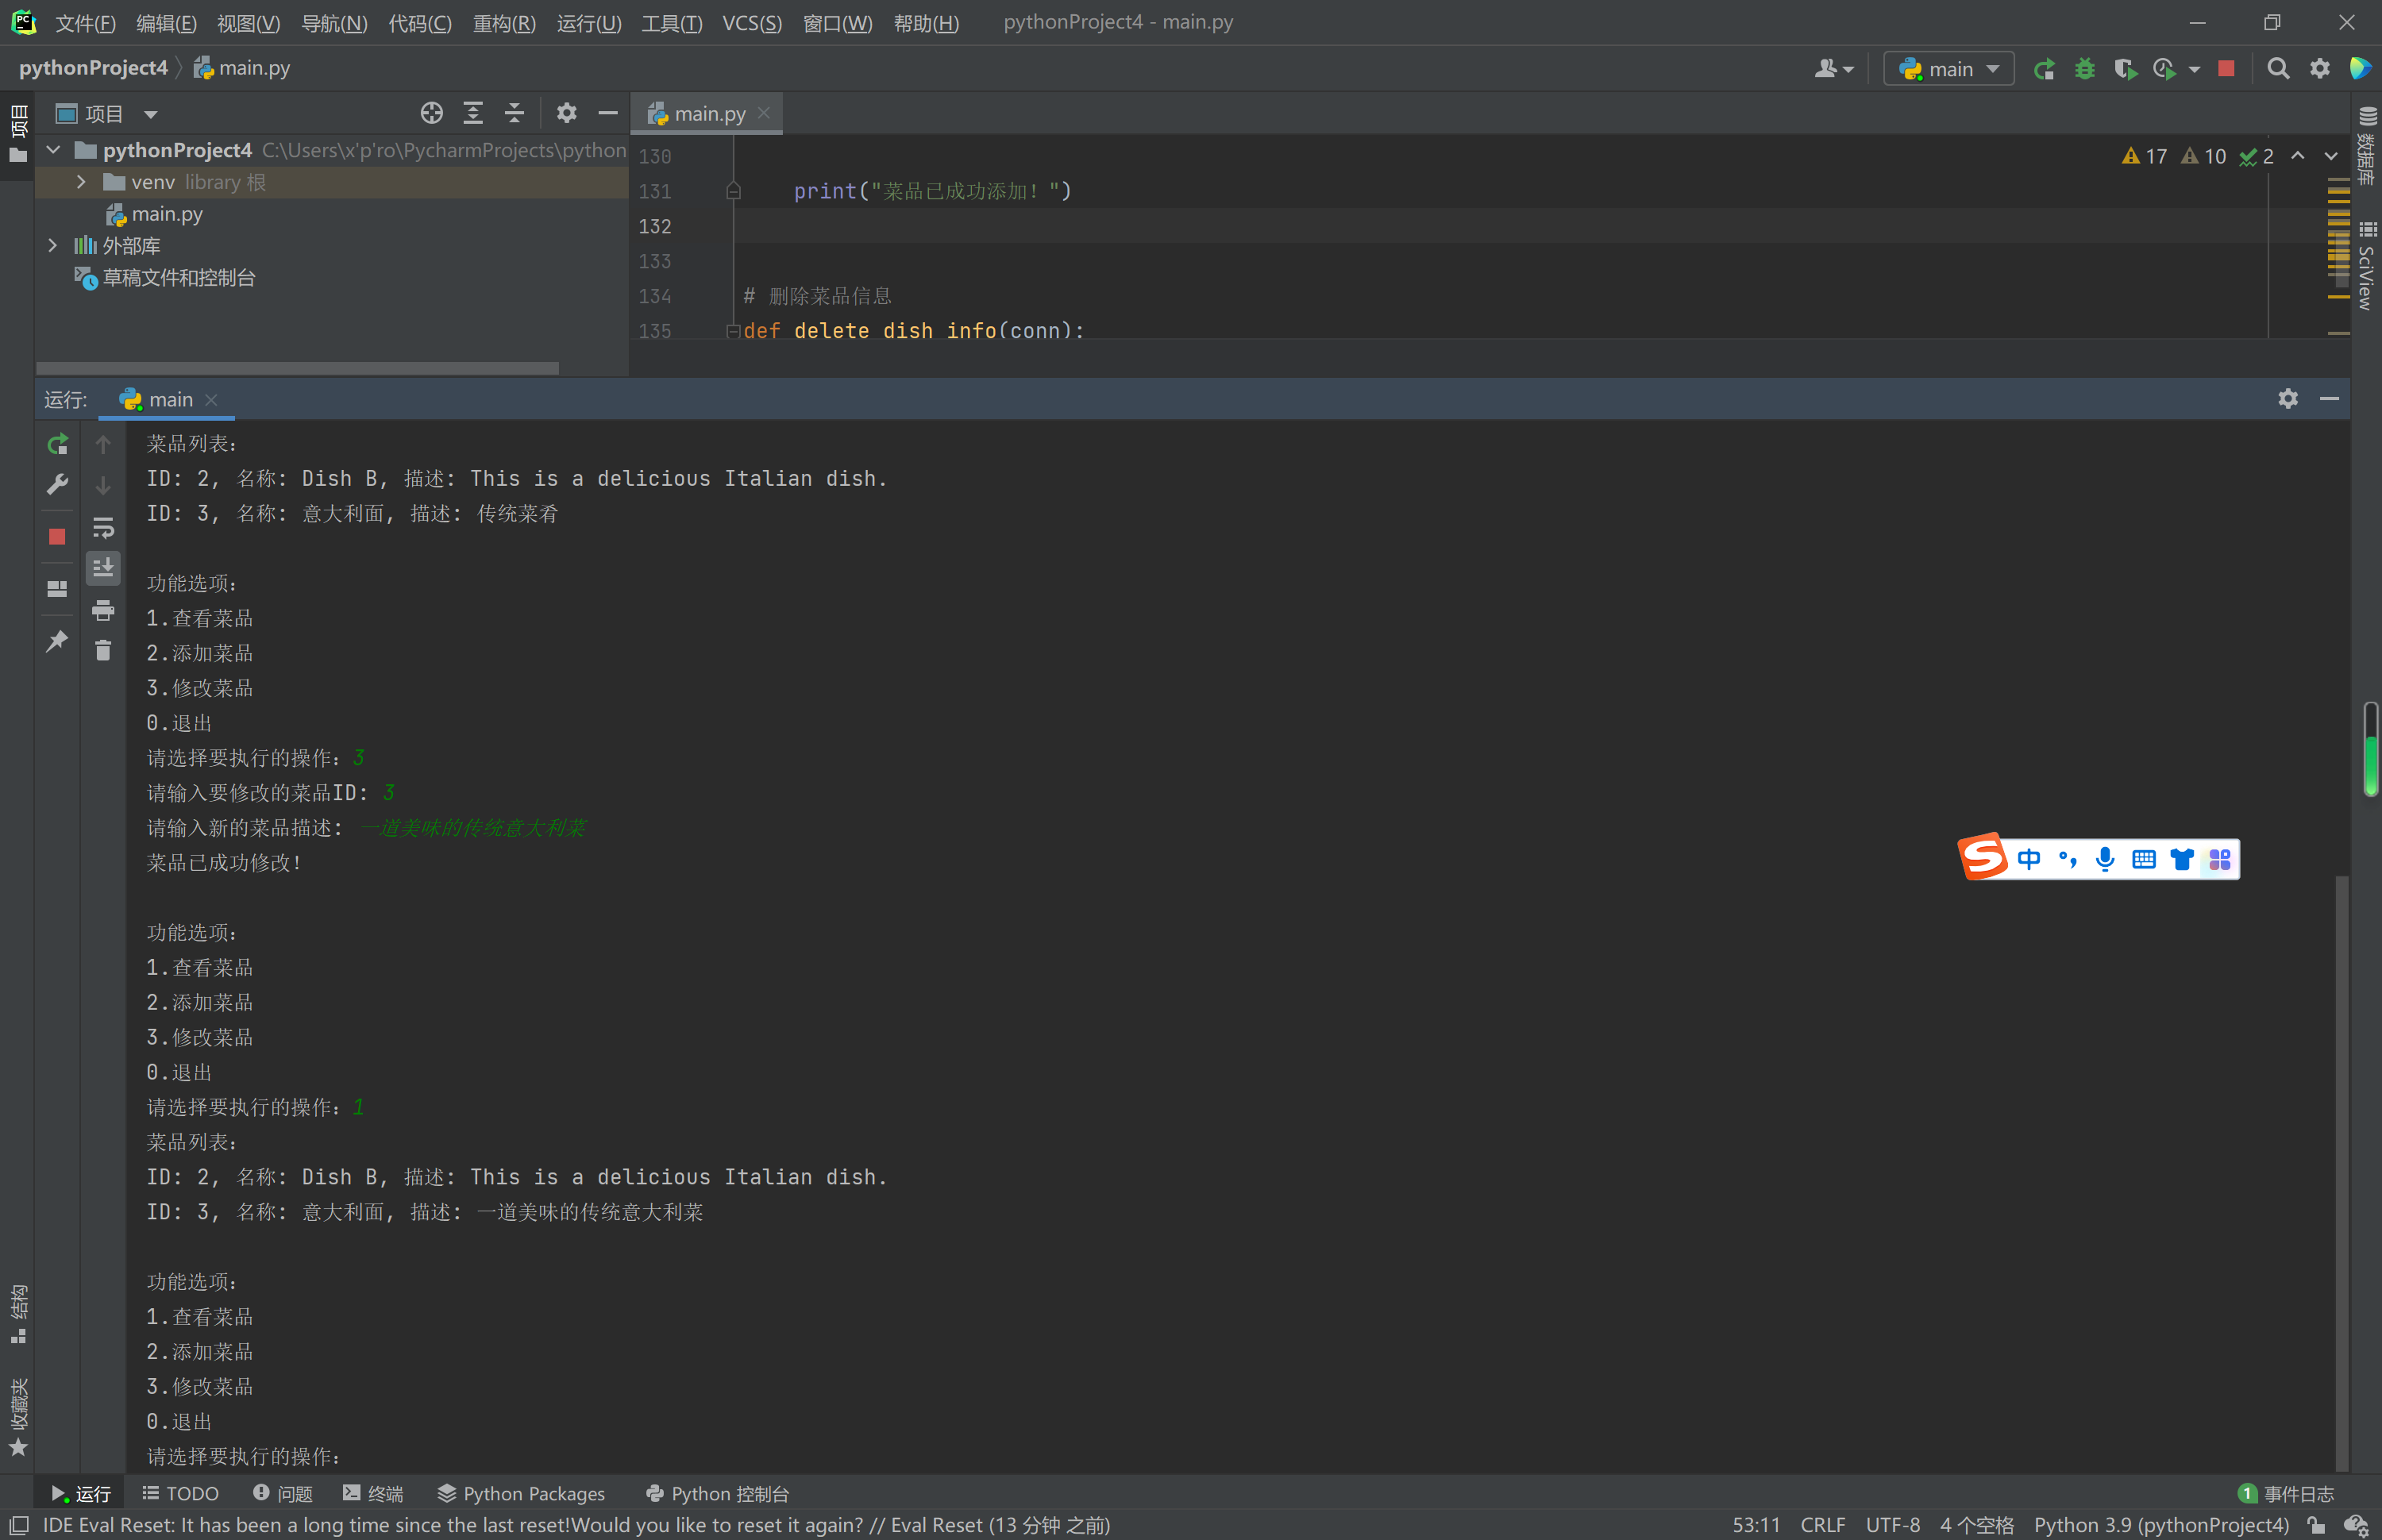 文件(F) 编辑(E) 视图(V) 导航(N) 代码(C) 重构(R) 运行(U) 工具(T) VCS(S) 窗口(W) 帮助(H) pythonProject4 - main.py
pythonProject4 main.py main
项目 项目 main.py
pythonProject4 C:\Users\x'p'ro\PycharmProjects\python
venv library 根
main.py
外部库
草稿文件和控制台
130 17 10 2
131 print("菜品已成功添加！")
132
133
134 # 删除菜品信息
135 def delete_dish_info(conn):
数据库
SciView
运行: main
菜品列表：
ID: 2, 名称: Dish B, 描述: This is a delicious Italian dish.
ID: 3, 名称: 意大利面, 描述: 传统菜肴
功能选项：
1.查看菜品
2.添加菜品
3.修改菜品
0.退出
请选择要执行的操作：3
请输入要修改的菜品ID: 3
请输入新的菜品描述: 一道美味的传统意大利菜
菜品已成功修改！
功能选项：
1.查看菜品
2.添加菜品
3.修改菜品
0.退出
请选择要执行的操作：1
菜品列表：
ID: 2, 名称: Dish B, 描述: This is a delicious Italian dish.
ID: 3, 名称: 意大利面, 描述: 一道美味的传统意大利菜
功能选项：
1.查看菜品
2.添加菜品
3.修改菜品
0.退出
请选择要执行的操作：
S 中
结构
收藏夹
运行 TODO 问题 终端 Python Packages Python 控制台 1 事件日志
IDE Eval Reset: It has been a long time since the last reset!Would you like to reset it again? // Eval Reset (13 分钟 之前) 53:11 CRLF UTF-8 4 个空格 Python 3.9 (pythonProject4)